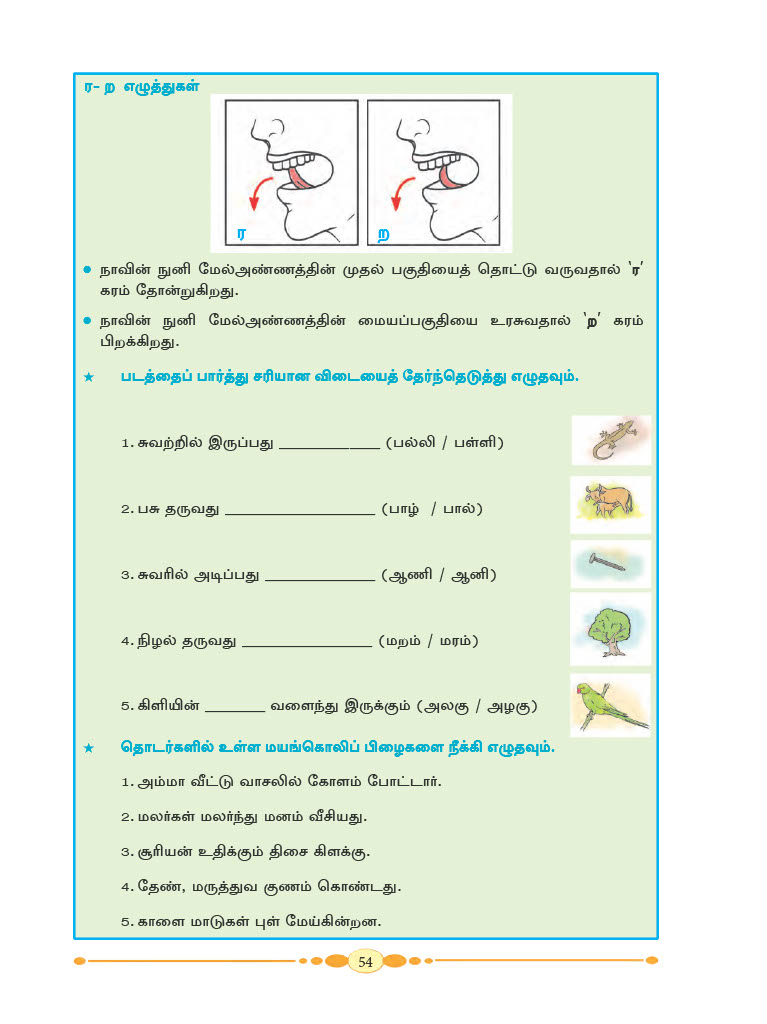 ர- ற எழுத்துகள்
ர ற
● நாவின் நுனி மேல்அண்ணத்தின் முதல் பகுதியைத் தொட்டு வருவதால் ‘ர’
கரம் தோன்றுகிறது.
● நாவின் நுனி மேல்அண்ணத்தின் மையப்பகுதியை உரசுவதால் ‘ற’ கரம்
பிறக்கிறது.
★ படத்தைப் பார்த்து சரியான விடையைத் தேர்ந்தெடுத்து எழுதவும்.
1. சுவற்றில் இருப்பது ____________ (பல்லி / பள்ளி)
2. பசு தருவது __________________ (பாழ் / பால்)
3. சுவரில் அடிப்பது _____________ (ஆணி / ஆனி)
4. நிழல் தருவது ________________ (மறம் / மரம்)
5. கிளியின் _______ வளைந்து இருக்கும் (அலகு / அழகு)
★ தொடர்களில் உள்ள மயங்கொலிப் பிழைகளை நீக்கி எழுதவும்.
1. அம்மா வீட்டு வாசலில் கோளம் போட்டார்.
2. மலர்கள் மலர்ந்து மனம் வீசியது.
3. சூரியன் உதிக்கும் திசை கிளக்கு.
4. தேண், மருத்துவ குணம் கொண்டது.
5. காளை மாடுகள் புள் மேய்கின்றன.
54